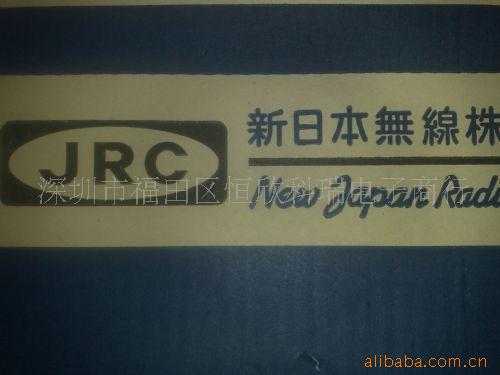 JRC
新日本無線株
New Japan Radi
深圳市福田区恒
alibaba.com.cn